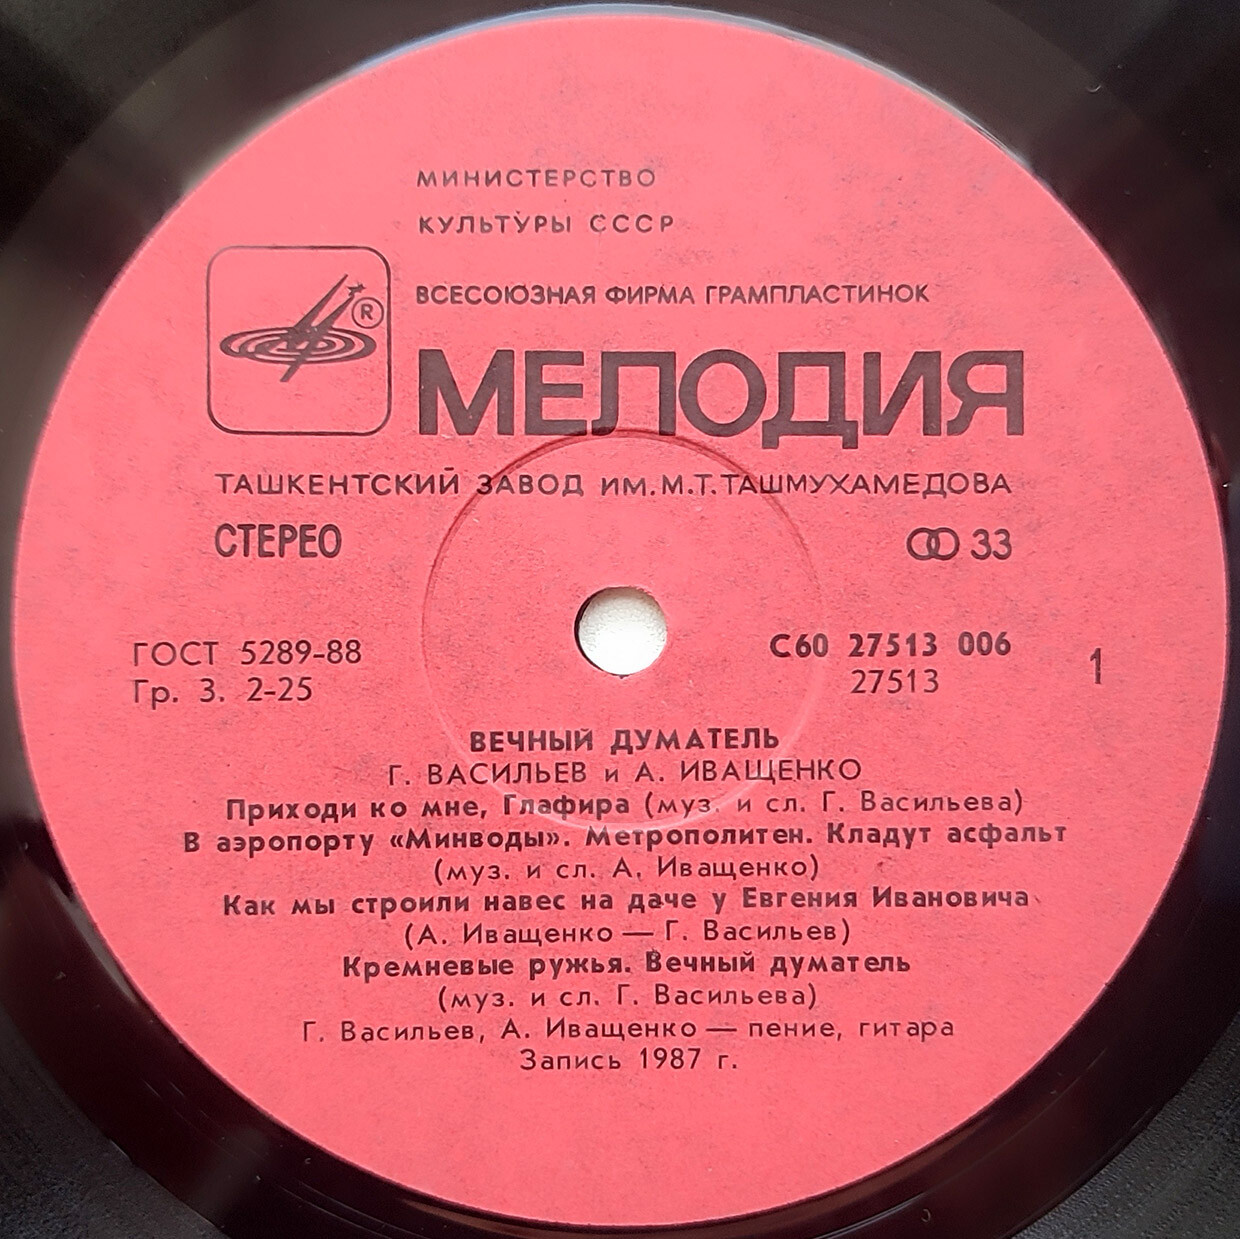 МИНИСТЕРСТВО
КУЛЬТУРЫ СССР
ВСЕСОЮЗНАЯ ФИРМА ГРАМПЛАСТИНОК
®
МЕЛОДИЯ
ТАШКЕНТСКИЙ ЗАВОД ИМ.М.Т.ТАШМУХАМЕДОВА
СТЕРЕО
33
ГОСТ 5289-88
Гр. 3. 2-25
С60 27513 006
27513
1
ВЕЧНЫЙ ДУМАТЕЛЬ
Г. ВАСИЛЬЕВ и А. ИВАЩЕНКО
Приходи ко мне, Глафира (муз. и сл. Г. Васильева)
В аэропорту «Минводы». Метрополитен. Кладут асфальт
(муз. и сл. А. Иващенко)
Как мы строили навес на даче у Евгения Ивановича
(А. Иващенко — Г. Васильев)
Кремневые ружья. Вечный думатель
(муз. и сл. Г. Васильева)
Г. Васильев, А. Иващенко — пение, гитара
Запись 1987 г.